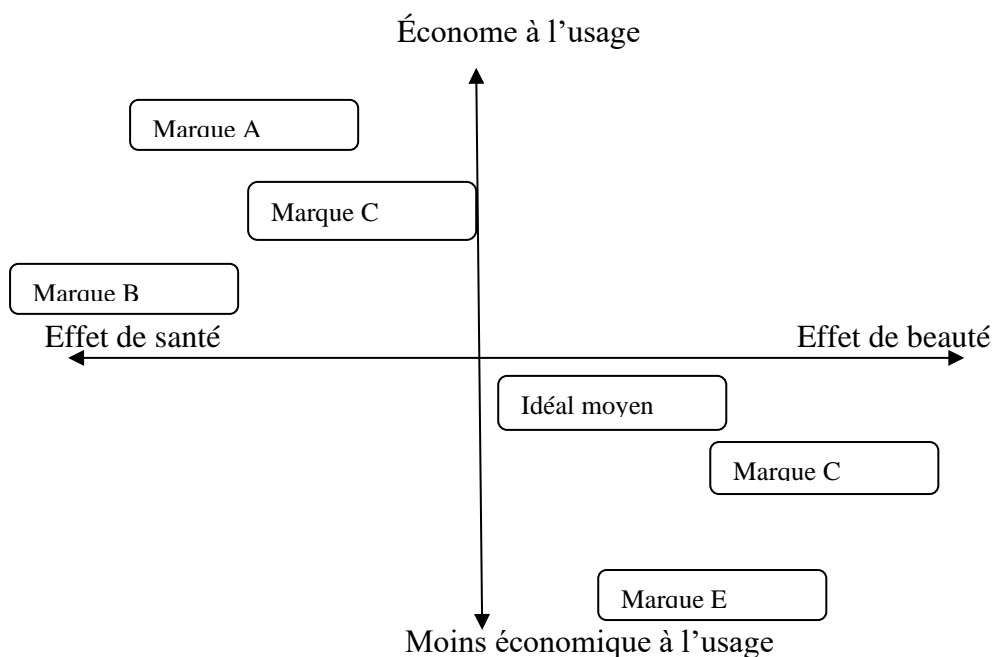 Économe à l’usage
Marque A
Marque C
Marque B
Effet de santé
Effet de beauté
Idéal moyen
Marque C
Marque E
Moins économique à l’usage